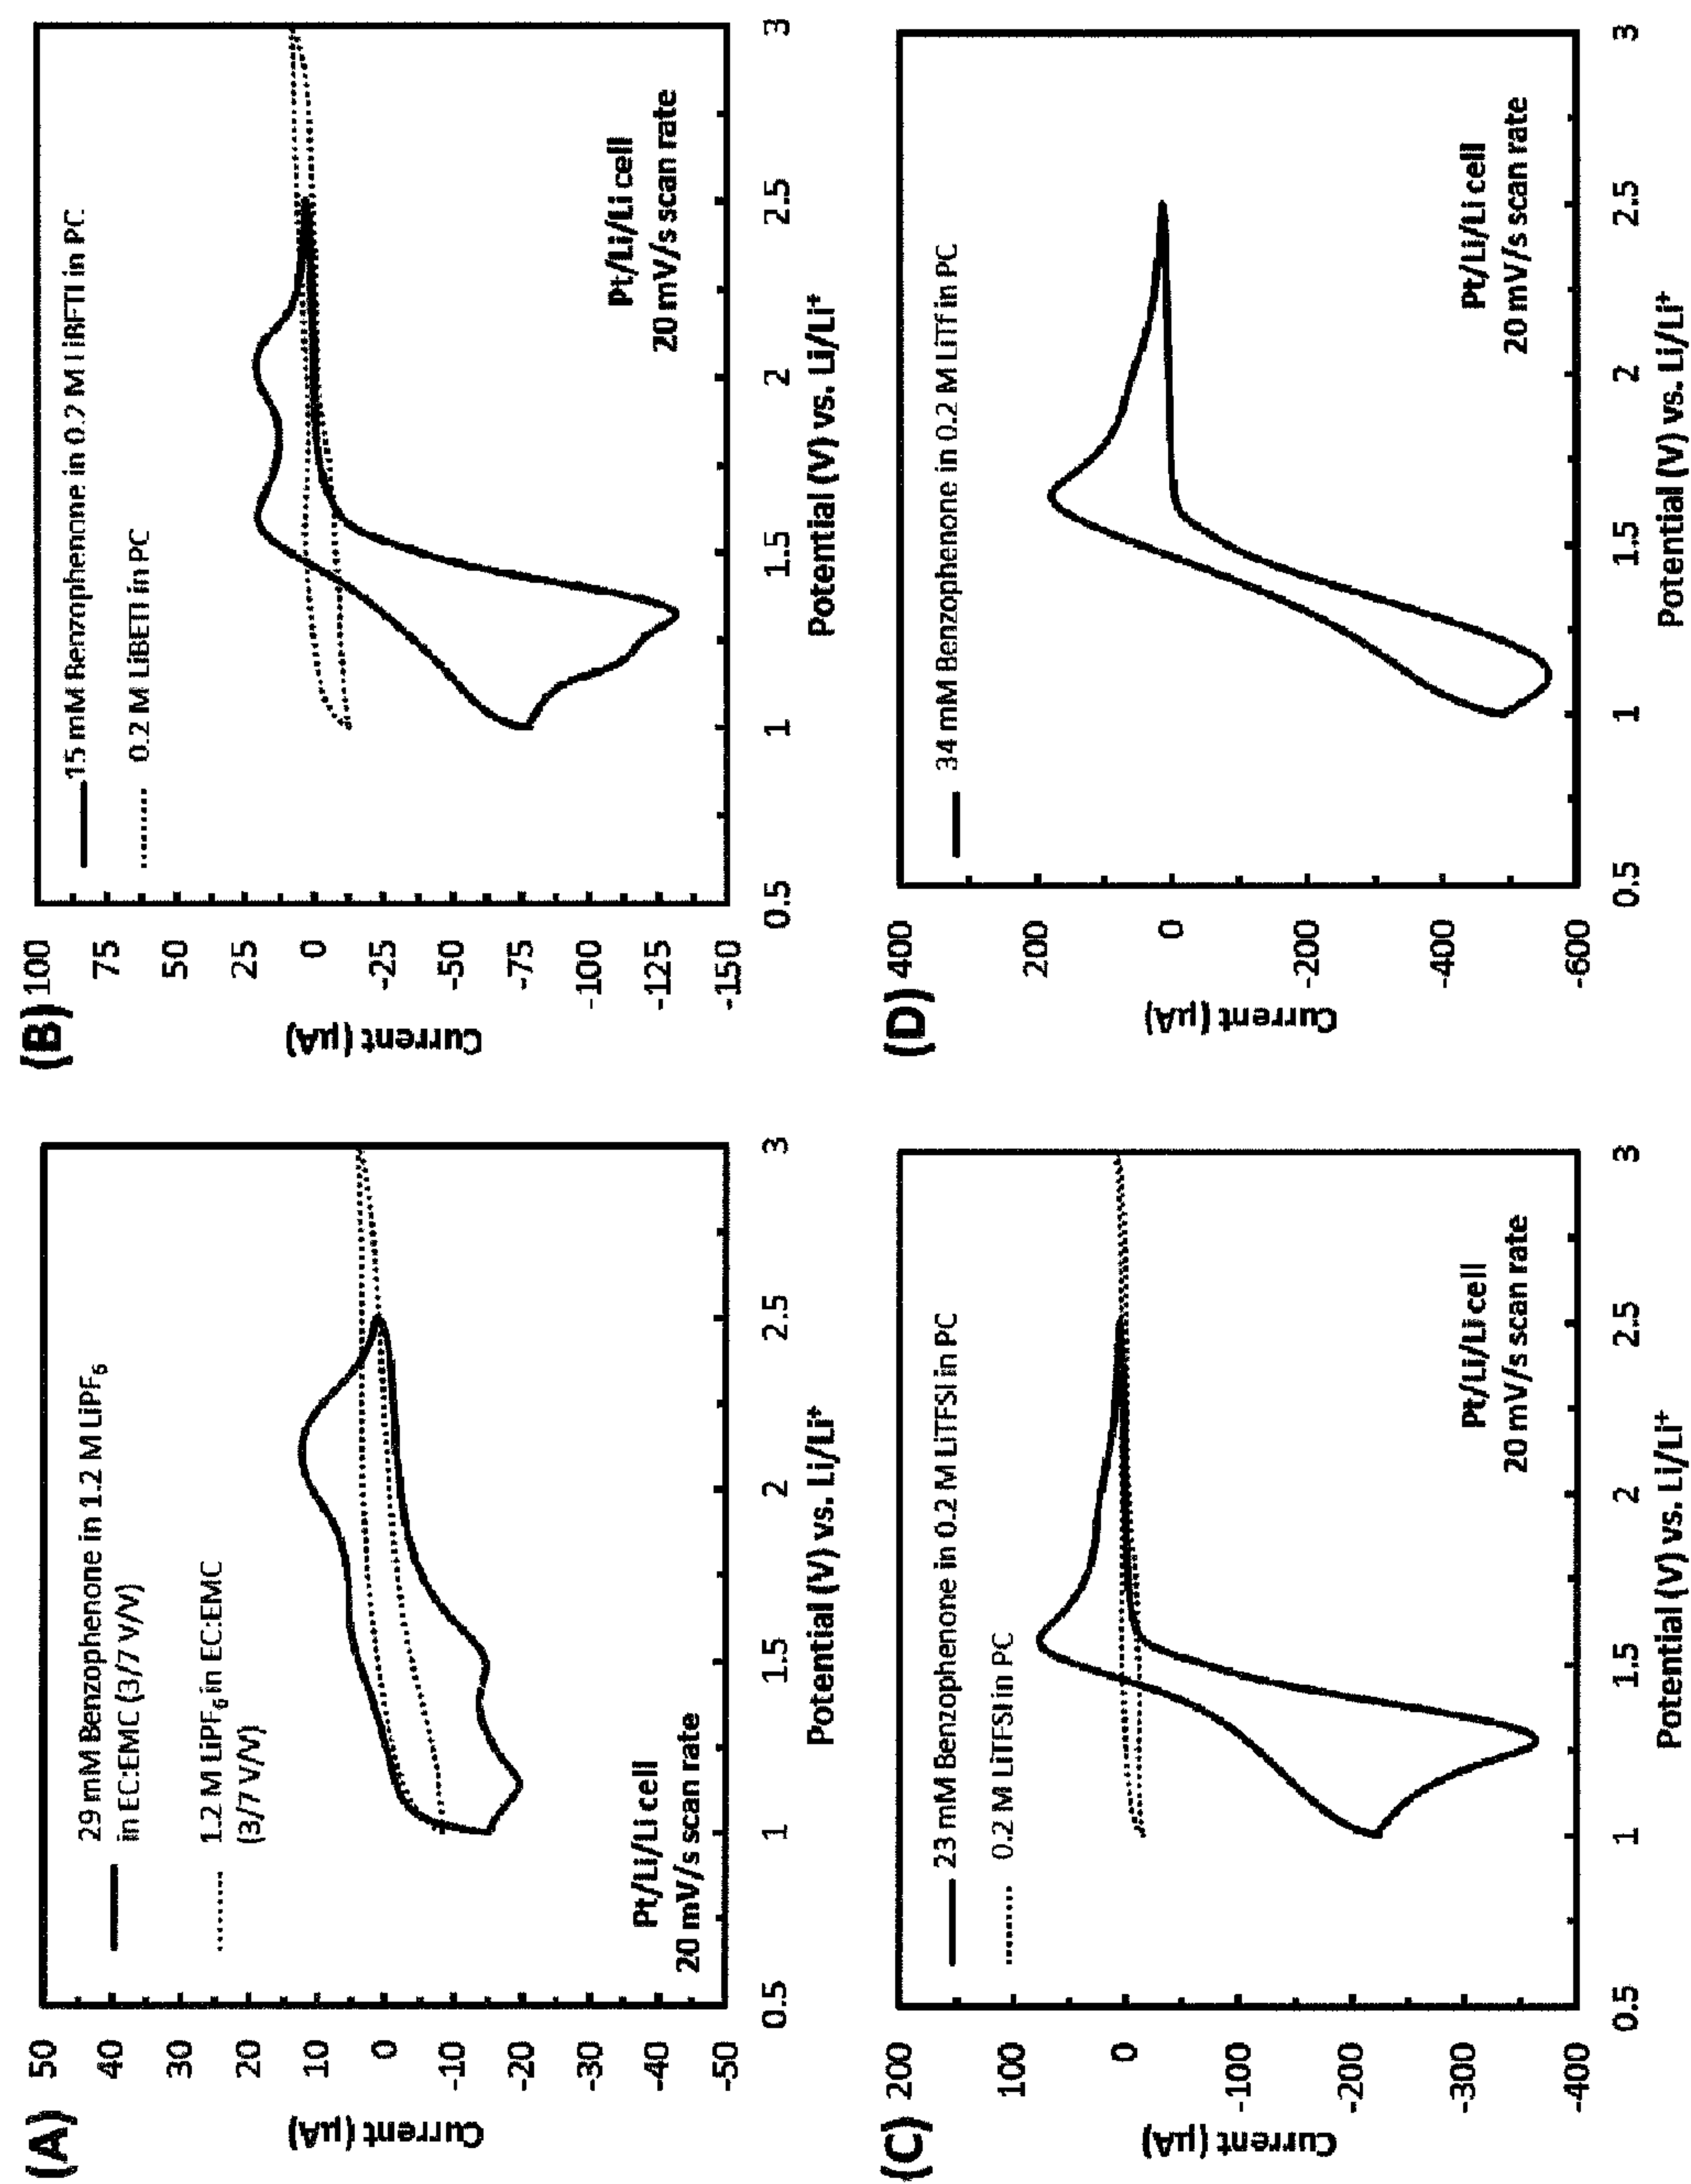 (A)
50
40
30
20
10
0
-10
-20
-30
-40
-50
Current (µA)
29 mM Benzophenone in 1.2 M LiPF6
in EC:EMC (3/7 V/V)
1.2 M LiPF6 in EC:EMC
(3/7 V/V)
Pt/Li/Li cell
20 mV/s scan rate
0.5 1 1.5 2 2.5 3
Potential (V) vs. Li/Li+
(B)
100
75
50
25
0
-25
-50
-75
-100
-125
-150
Current (µA)
15 mM Benzophenone in 0.2 M LiBETI in PC
0.2 M LiBETI in PC
Pt/Li/Li cell
20 mV/s scan rate
0.5 1 1.5 2 2.5 3
Potential (V) vs. Li/Li+
(C)
200
100
0
-100
-200
-300
-400
Current (µA)
23 mM Benzophenone in 0.2 M LiTFSI in PC
0.2 M LiTFSI in PC
Pt/Li/Li cell
20 mV/s scan rate
0.5 1 1.5 2 2.5 3
Potential (V) vs. Li/Li+
(D)
400
200
0
-200
-400
-600
Current (µA)
34 mM Benzophenone in 0.2 M LiTf in PC
Pt/Li/Li cell
20 mV/s scan rate
0.5 1 1.5 2 2.5 3
Potential (V) vs. Li/Li+